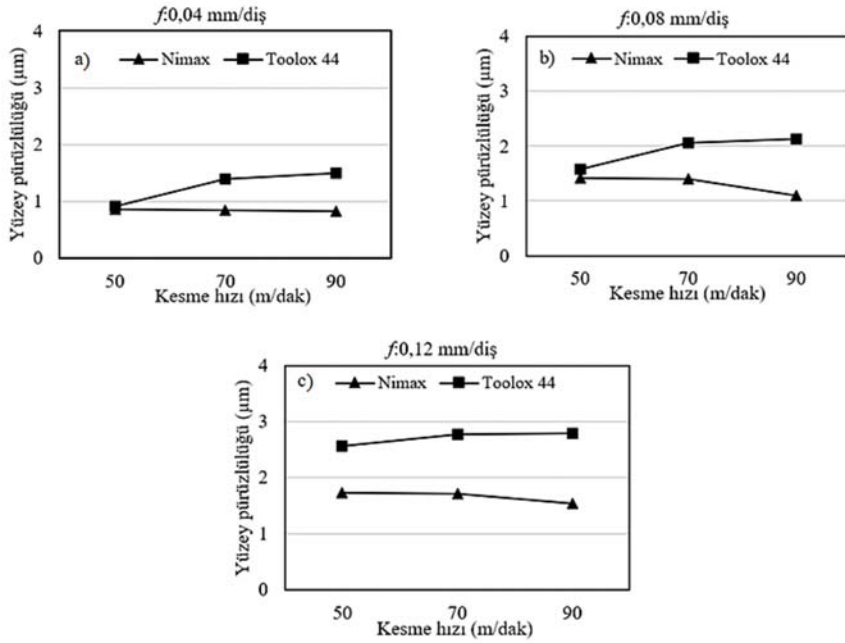 f:0,04 mm/diş
a) Nimax Toolox 44
Yüzey pürüzlülüğü (µm)
4
3
2
1
0
50 70 90
Kesme hızı (m/dak)
f:0,08 mm/diş
b) Nimax Toolox 44
Yüzey pürüzlülüğü (µm)
4
3
2
1
0
50 70 90
Kesme hızı (m/dak)
f:0,12 mm/diş
c) Nimax Toolox 44
Yüzey pürüzlülüğü (µm)
4
3
2
1
0
50 70 90
Kesme hızı (m/dak)